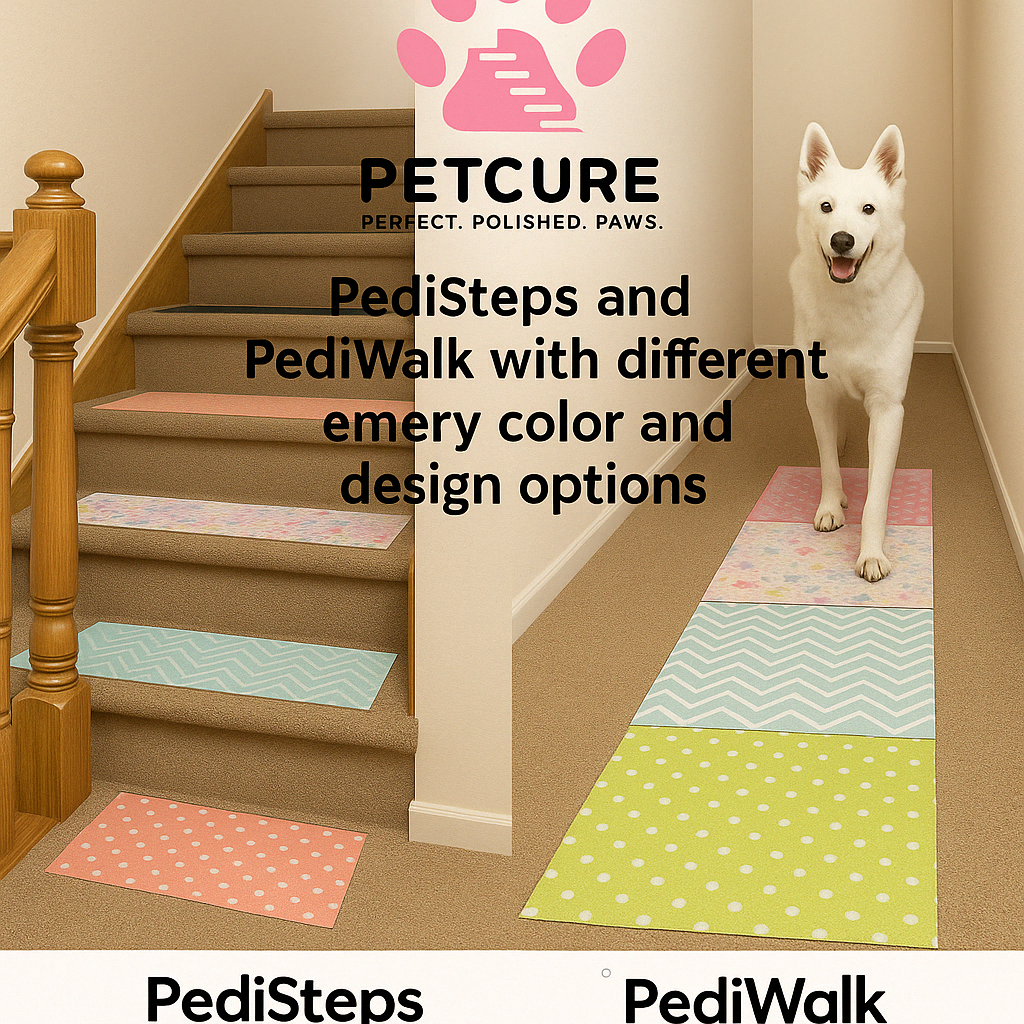 PETCURE
PERFECT. POLISHED. PAWS.
PediSteps and
PediWalk with different
emery color and
design options
PediSteps
PediWalk